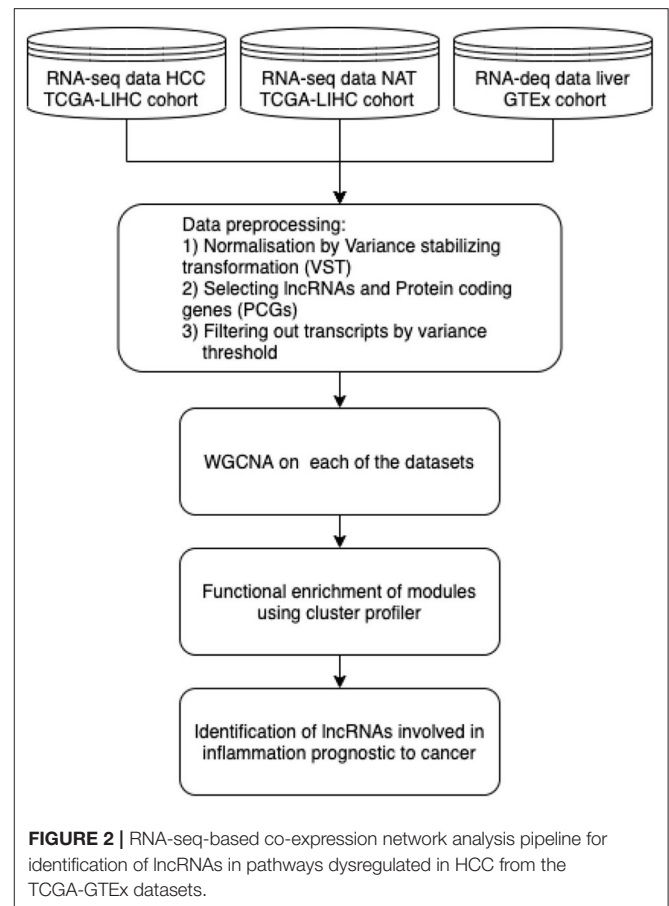 RNA-seq data HCC
TCGA-LIHC cohort
RNA-seq data NAT
TCGA-LIHC cohort
RNA-deq data liver
GTEx cohort
Data preprocessing:
1) Normalisation by Variance stabilizing
transformation (VST)
2) Selecting lncRNAs and Protein coding
genes (PCGs)
3) Filtering out transcripts by variance
threshold
WGCNA on each of the datasets
Functional enrichment of modules
using cluster profiler
Identification of lncRNAs involved in
inflammation prognostic to cancer
FIGURE 2 | RNA-seq-based co-expression network analysis pipeline for
identification of lncRNAs in pathways dysregulated in HCC from the
TCGA-GTEx datasets.